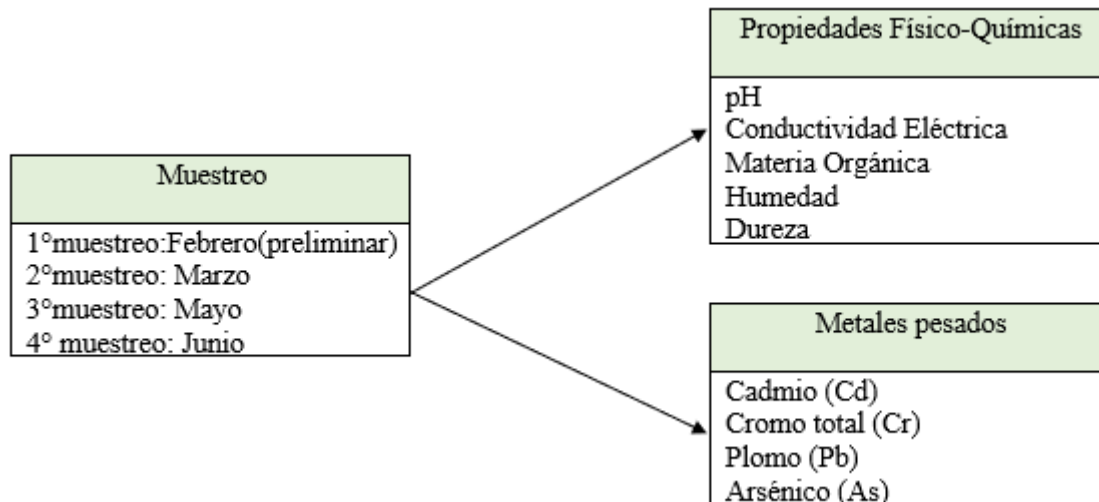 Propiedades Físico-Químicas
pH
Conductividad Eléctrica
Materia Orgánica
Humedad
Dureza
Muestreo
1°muestreo:Febrero(preliminar)
2°muestreo: Marzo
3°muestreo: Mayo
4° muestreo: Junio
Metales pesados
Cadmio (Cd)
Cromo total (Cr)
Plomo (Pb)
Arsénico (As)